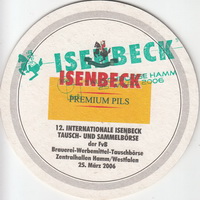 ISENBECK
ISENBECK
HAMM
2006
PREMIUM PILS
12. INTERNATIONALE ISENBECK
TAUSCH- UND SAMMELBÖRSE
der FvB
Brauerei-Werbemittel-Tauschbörse
Zentralhallen Hamm/Westfalen
25. März 2006